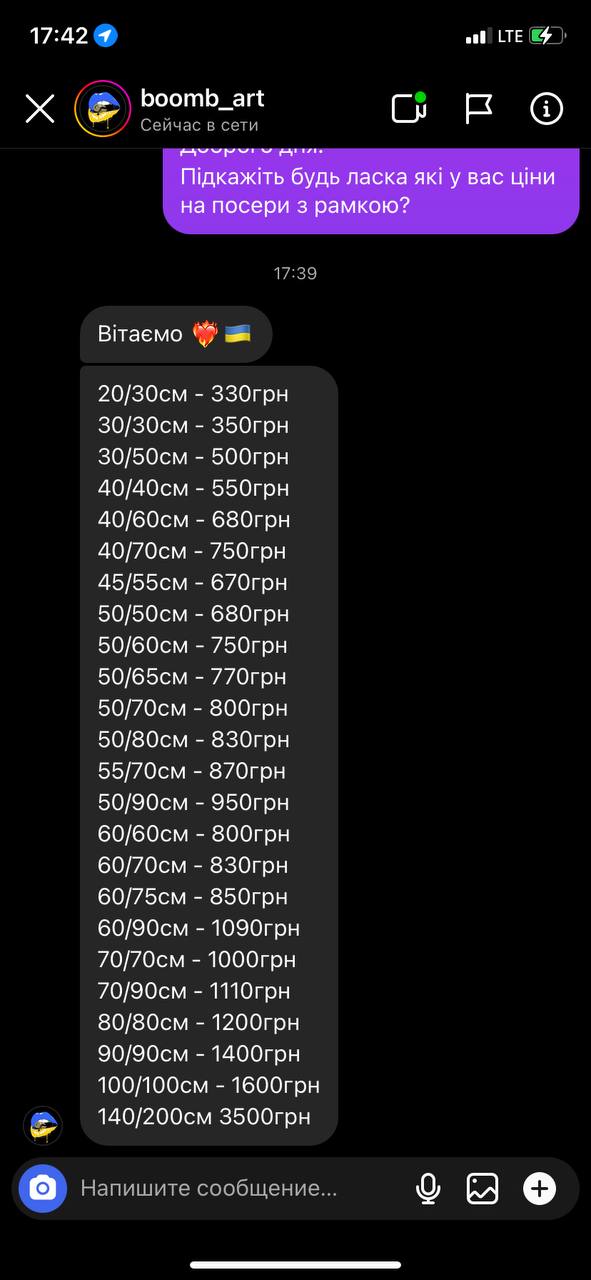 17:42
LTE
boomb_art
Сейчас в сети
Доброго дня!
Підкажіть будь ласка які у вас ціни
на посери з рамкою?
17:39
Вітаємо ❤️‍🔥🇺🇦
20/30см - 330грн
30/30см - 350грн
30/50см - 500грн
40/40см - 550грн
40/60см - 680грн
40/70см - 750грн
45/55см - 670грн
50/50см - 680грн
50/60см - 750грн
50/65см - 770грн
50/70см - 800грн
50/80см - 830грн
55/70см - 870грн
50/90см - 950грн
60/60см - 800грн
60/70см - 830грн
60/75см - 850грн
60/90см - 1090грн
70/70см - 1000грн
70/90см - 1110грн
80/80см - 1200грн
90/90см - 1400грн
100/100см - 1600грн
140/200см 3500грн
Напишите сообщение...